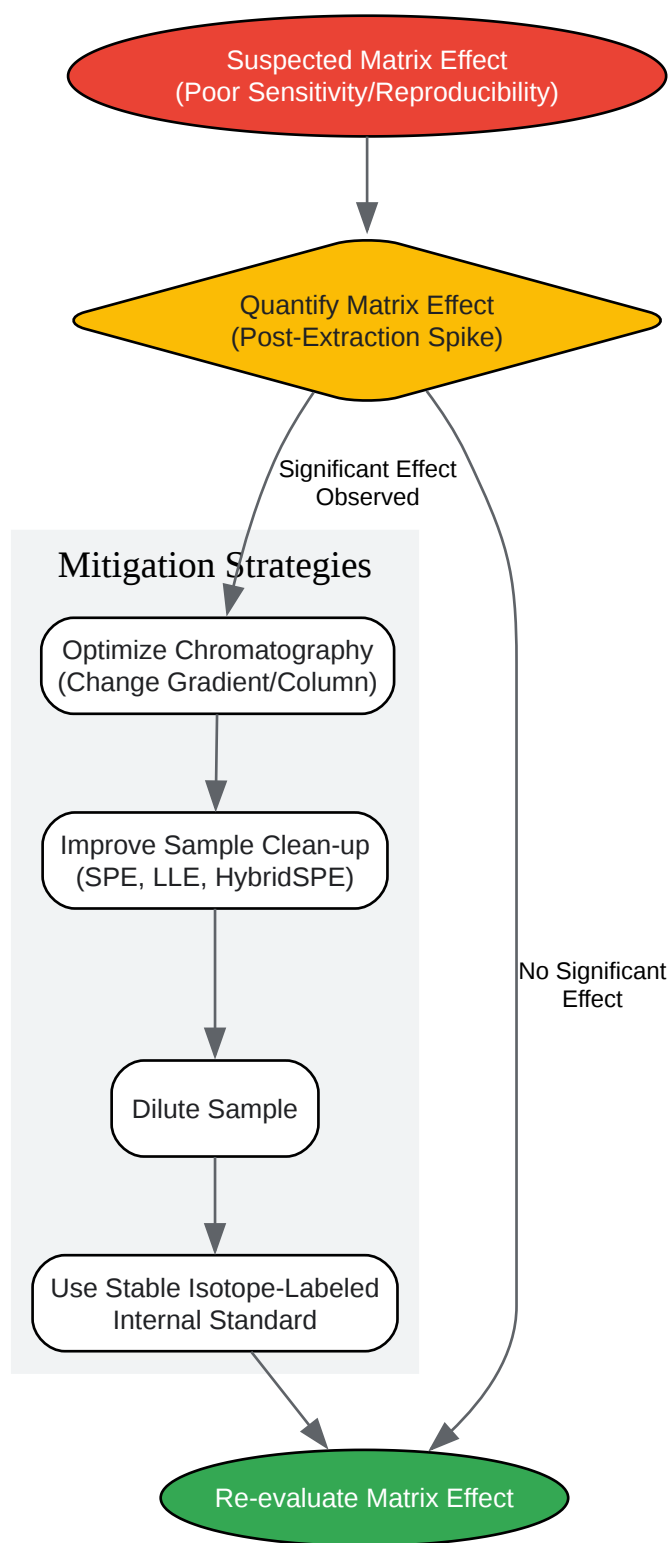 Suspected Matrix Effect
(Poor Sensitivity/Reproducibility)
Quantify Matrix Effect
(Post-Extraction Spike)
Significant Effect
Observed
Mitigation Strategies
Optimize Chromatography
(Change Gradient/Column)
Improve Sample Clean-up
(SPE, LLE, HybridSPE)
No Significant
Effect
Dilute Sample
Use Stable Isotope-Labeled
Internal Standard
Re-evaluate Matrix Effect